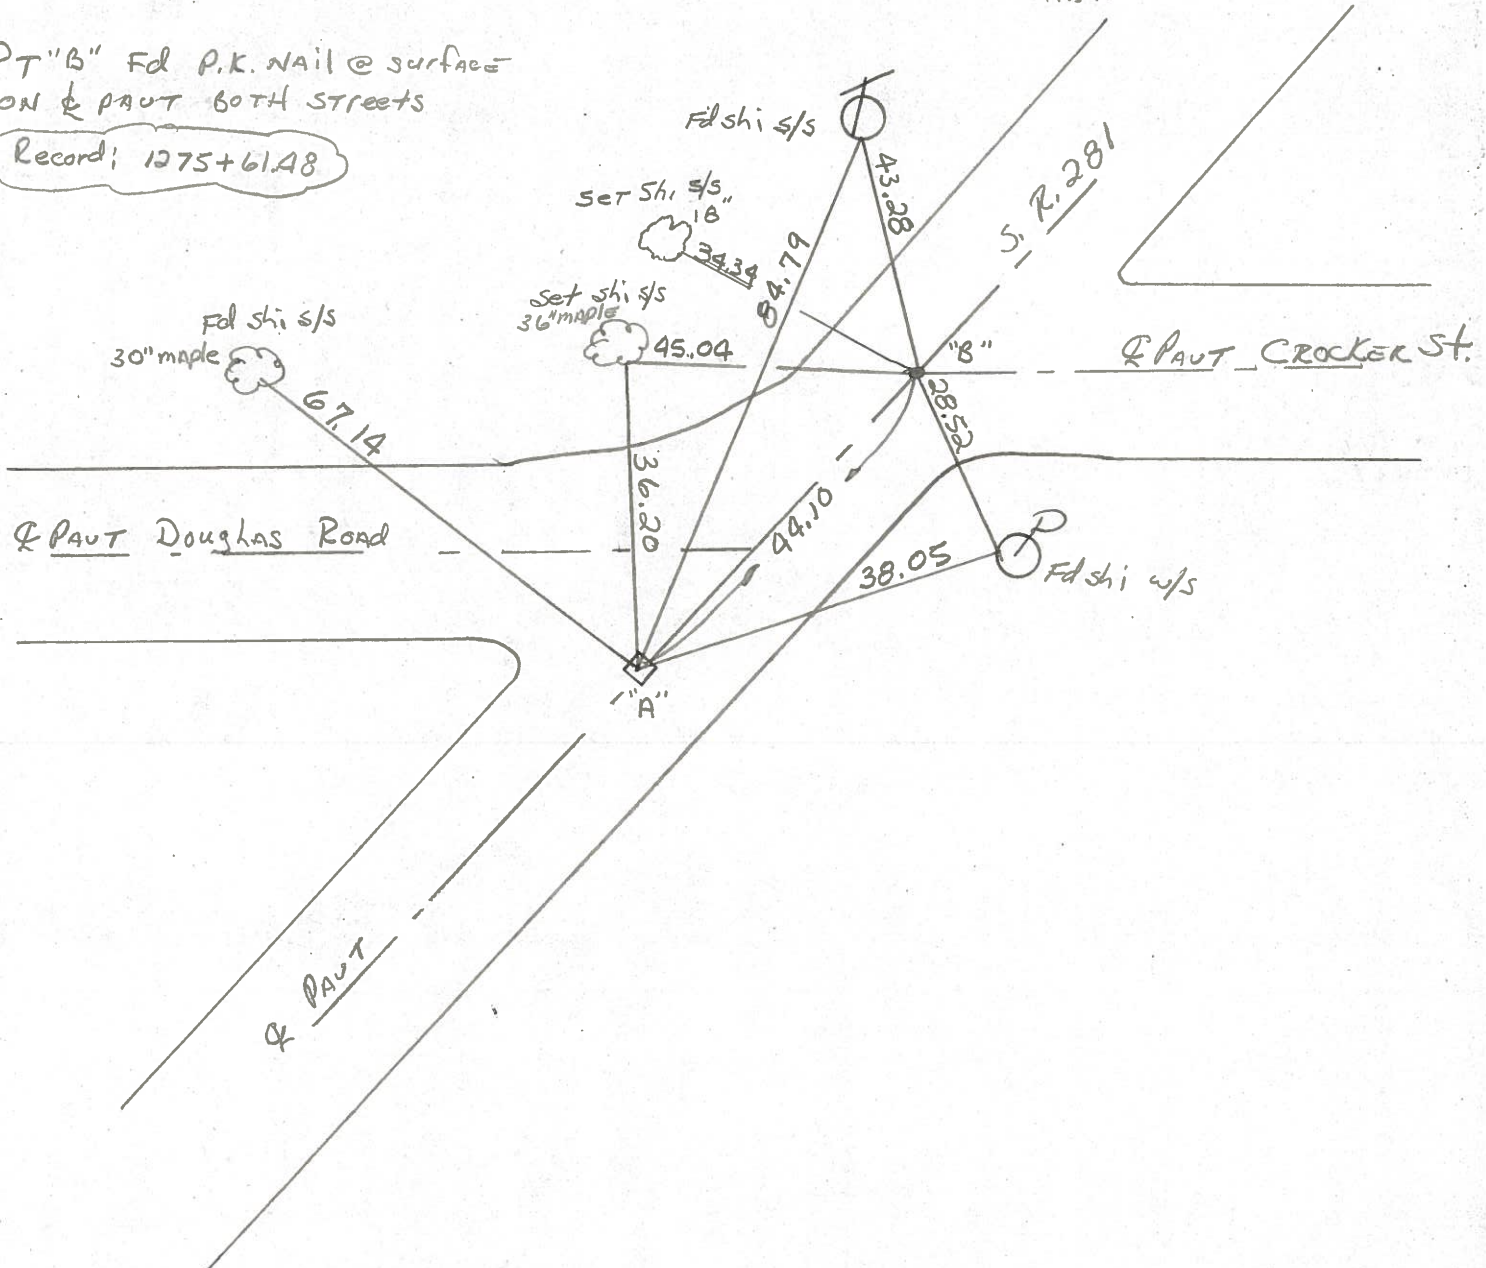 PT "B" Fd P.K. NAil @ surface
ON ℄ PAVT BOTH Streets
Record: 1275+61.48
Fd shi s/s
43.28
S. R. 281
Set Shi s/s
18"
34.34
84.79
Set shi s/s
36" MAPLE
45.04
Fd shi s/s
30" MAPLE
67.14
"B"
℄ PAVT CROCKER St.
28.52
36.20
℄ PAVT Douglas Road
44.10
38.05
Fd shi w/s
"A"
℄ PAVT